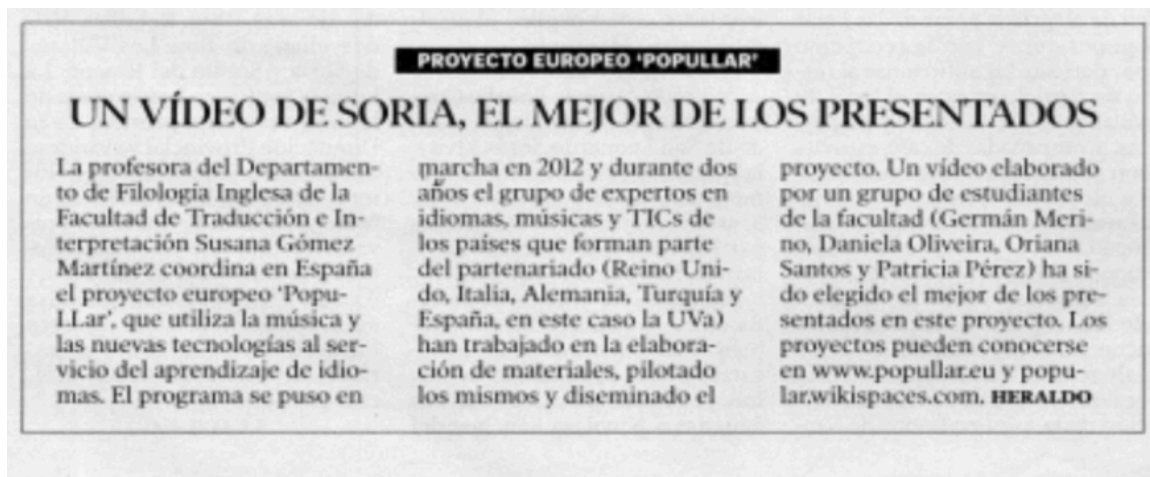 PROYECTO EUROPEO ‘POPULLAR’
UN VÍDEO DE SORIA, EL MEJOR DE LOS PRESENTADOS
La profesora del Departamen-
to de Filología Inglesa de la
Facultad de Traducción e In-
terpretación Susana Gómez
Martínez coordina en España
el proyecto europeo ‘Popu-
LLar’, que utiliza la música y
las nuevas tecnologías al ser-
vicio del aprendizaje de idio-
mas. El programa se puso en
marcha en 2012 y durante dos
años el grupo de expertos en
idiomas, músicas y TICs de
los países que forman parte
del partenariado (Reino Uni-
do, Italia, Alemania, Turquía y
España, en este caso la UVa)
han trabajado en la elabora-
ción de materiales, pilotado
los mismos y diseminado el
proyecto. Un vídeo elaborado
por un grupo de estudiantes
de la facultad (Germán Meri-
no, Daniela Oliveira, Oriana
Santos y Patricia Pérez) ha si-
do elegido el mejor de los pre-
sentados en este proyecto. Los
proyectos pueden conocerse
en www.popullar.eu y popu-
lar.wikispaces.com. HERALDO